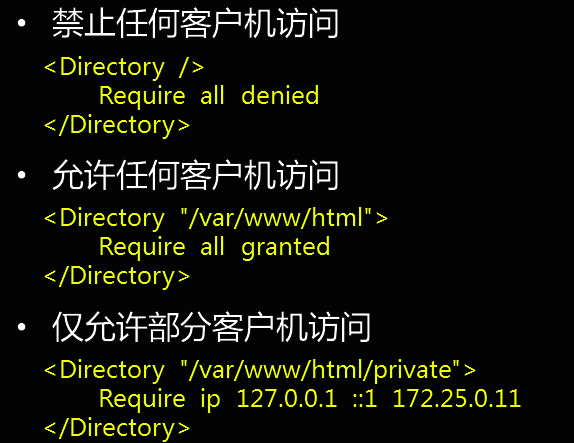 • 禁止任何客户机访问
<Directory />
Require all denied
</Directory>
• 允许任何客户机访问
<Directory "/var/www/html">
Require all granted
</Directory>
• 仅允许部分客户机访问
<Directory "/var/www/html/private">
Require ip 127.0.0.1 ::1 172.25.0.11
</Directory>